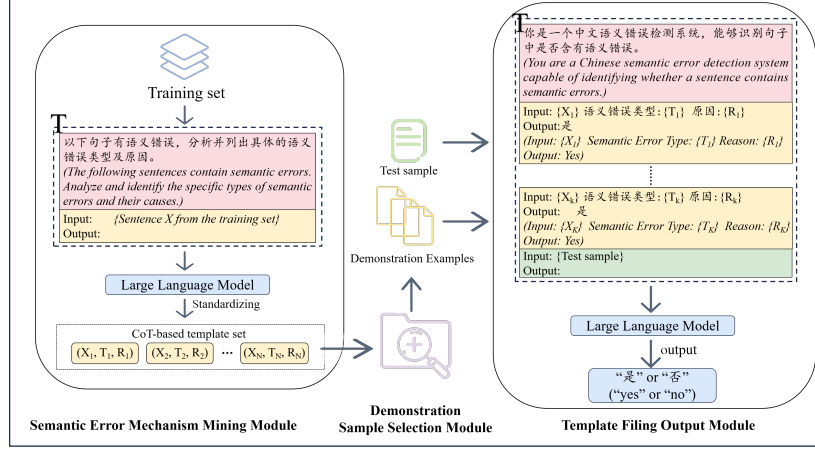 Training set
T
以下句子有语义错误，分析并列出具体的语义
错误类型及原因。
(The following sentences contain semantic errors.
Analyze and identify the specific types of semantic
errors and their causes.)
Input: {Sentence X from the training set}
Output:
Large Language Model
Standardizing
CoT-based template set
(X₁, T₁, R₁) (X₂, T₂, R₂) ··· (X_N, T_N, R_N)
Semantic Error Mechanism Mining Module
Test sample
Demonstration Examples
Demonstration
Sample Selection Module
T
你是一个中文语义错误检测系统，能够识别句子
中是否含有语义错误。
(You are a Chinese semantic error detection system
capable of identifying whether a sentence contains
semantic errors.)
Input: {X₁} 语义错误类型: {T₁} 原因: {R₁}
Output:是
(Input: {X₁} Semantic Error Type: {T₁} Reason: {R₁}
Output: Yes)
······
Input: {X_k} 语义错误类型: {T_k} 原因: {R_k}
Output: 是
(Input: {X_K} Semantic Error Type: {T_K} Reason: {R_K}
Output: Yes)
Input: {Test sample}
Output:
Large Language Model
output
“是” or “否”
(“yes” or “no”)
Template Filing Output Module